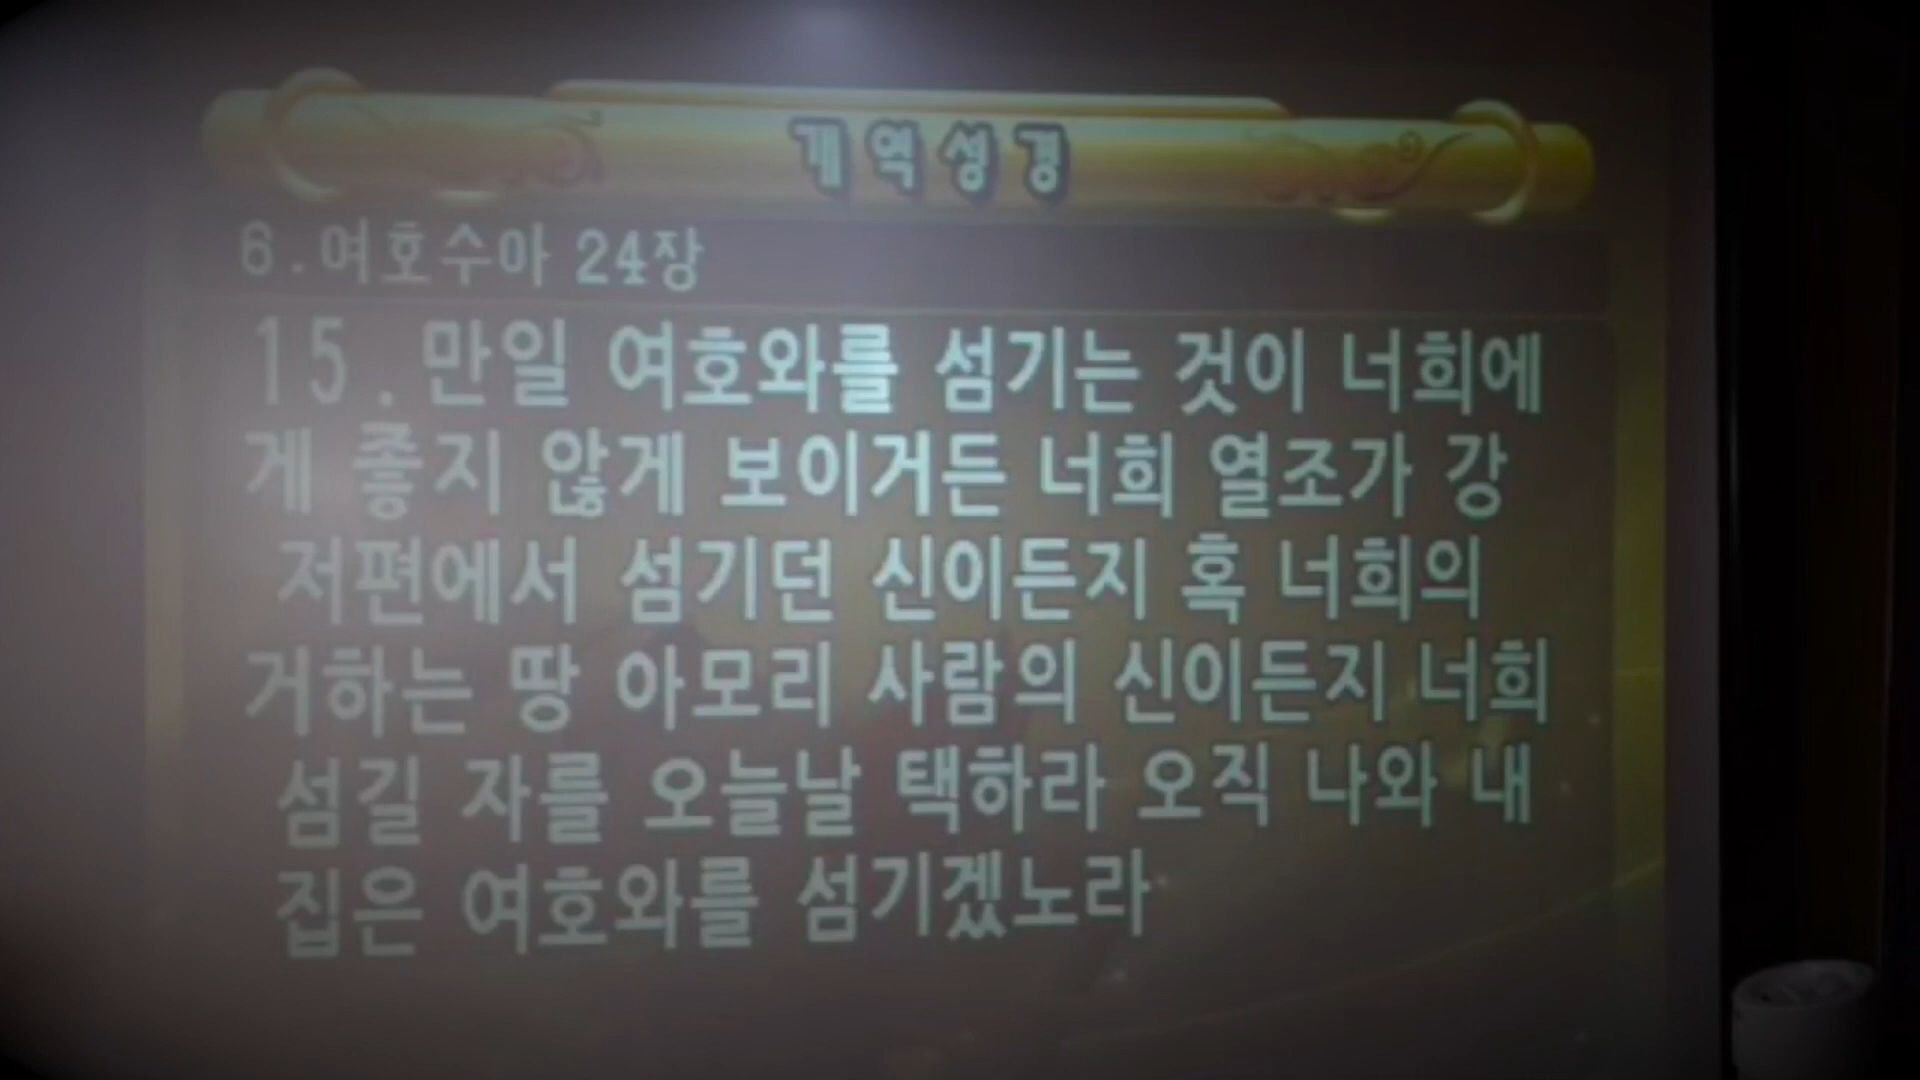 개역성경
6.여호수아 24장
15.만일 여호와를 섬기는 것이 너희에
게 좋지 않게 보이거든 너희 열조가 강
저편에서 섬기던 신이든지 혹 너희의
거하는 땅 아모리 사람의 신이든지 너희
섬길 자를 오늘날 택하라 오직 나와 내
집은 여호와를 섬기겠노라